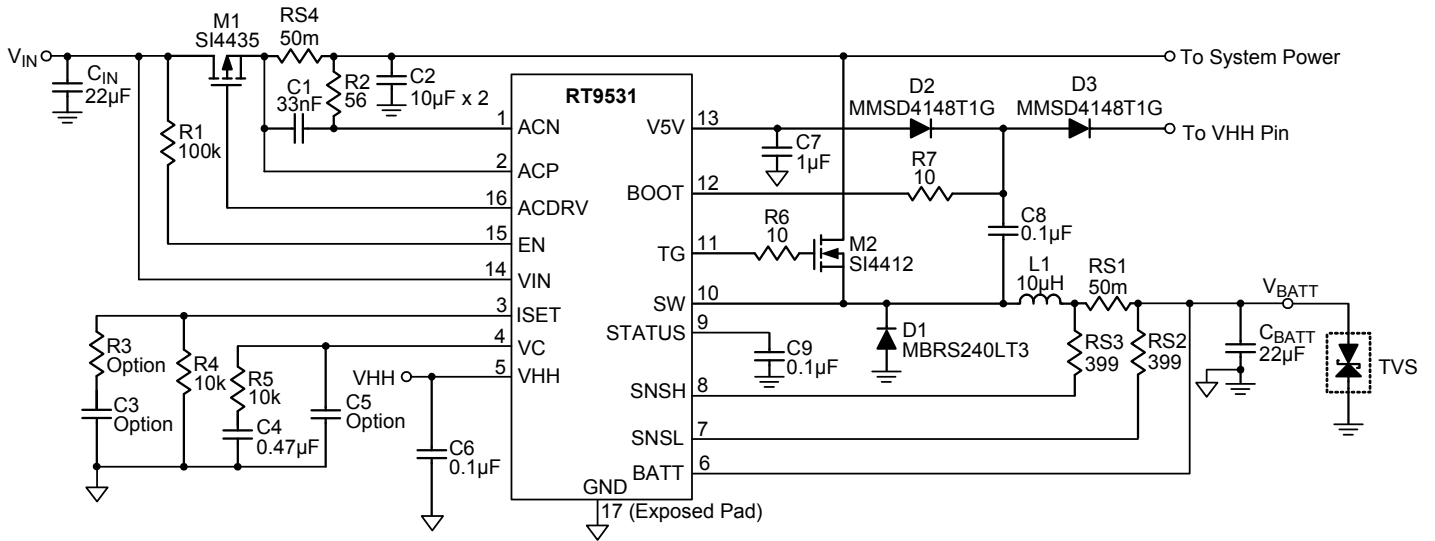 M1
SI4435
RS4
50m
VIN
CIN
22µF
C1
33nF
R2
56
C2
10µF x 2
To System Power
R1
100k
RT9531
D2
MMSD4148T1G
D3
MMSD4148T1G
1
ACN
V5V
13
To VHH Pin
C7
1µF
2
ACP
R7
10
BOOT
12
16
ACDRV
C8
0.1µF
15
EN
R6
10
TG
11
M2
SI4412
14
VIN
L1
10µH
RS1
50m
SW
10
VBATT
3
ISET
STATUS
9
D1
MBRS240LT3
RS3
399
RS2
399
CBATT
22µF
TVS
R3
Option
R4
10k
4
VC
C9
0.1µF
R5
10k
VHH
5
VHH
SNSH
8
C3
Option
C4
0.47µF
C5
Option
SNSL
7
C6
0.1µF
BATT
6
GND
17 (Exposed Pad)